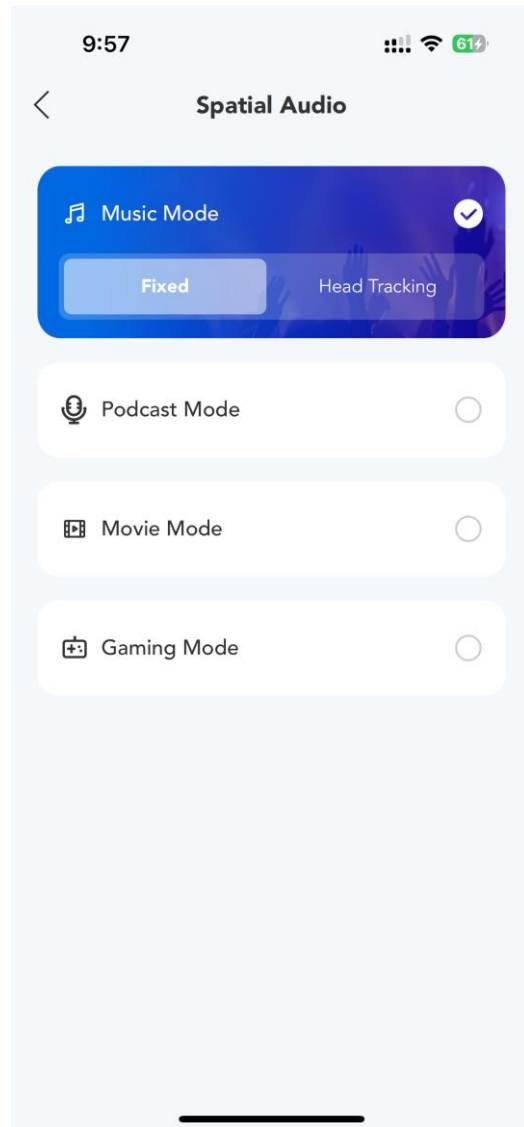 9:57
61
Spatial Audio
Music Mode
Fixed Head Tracking
Podcast Mode
Movie Mode
Gaming Mode